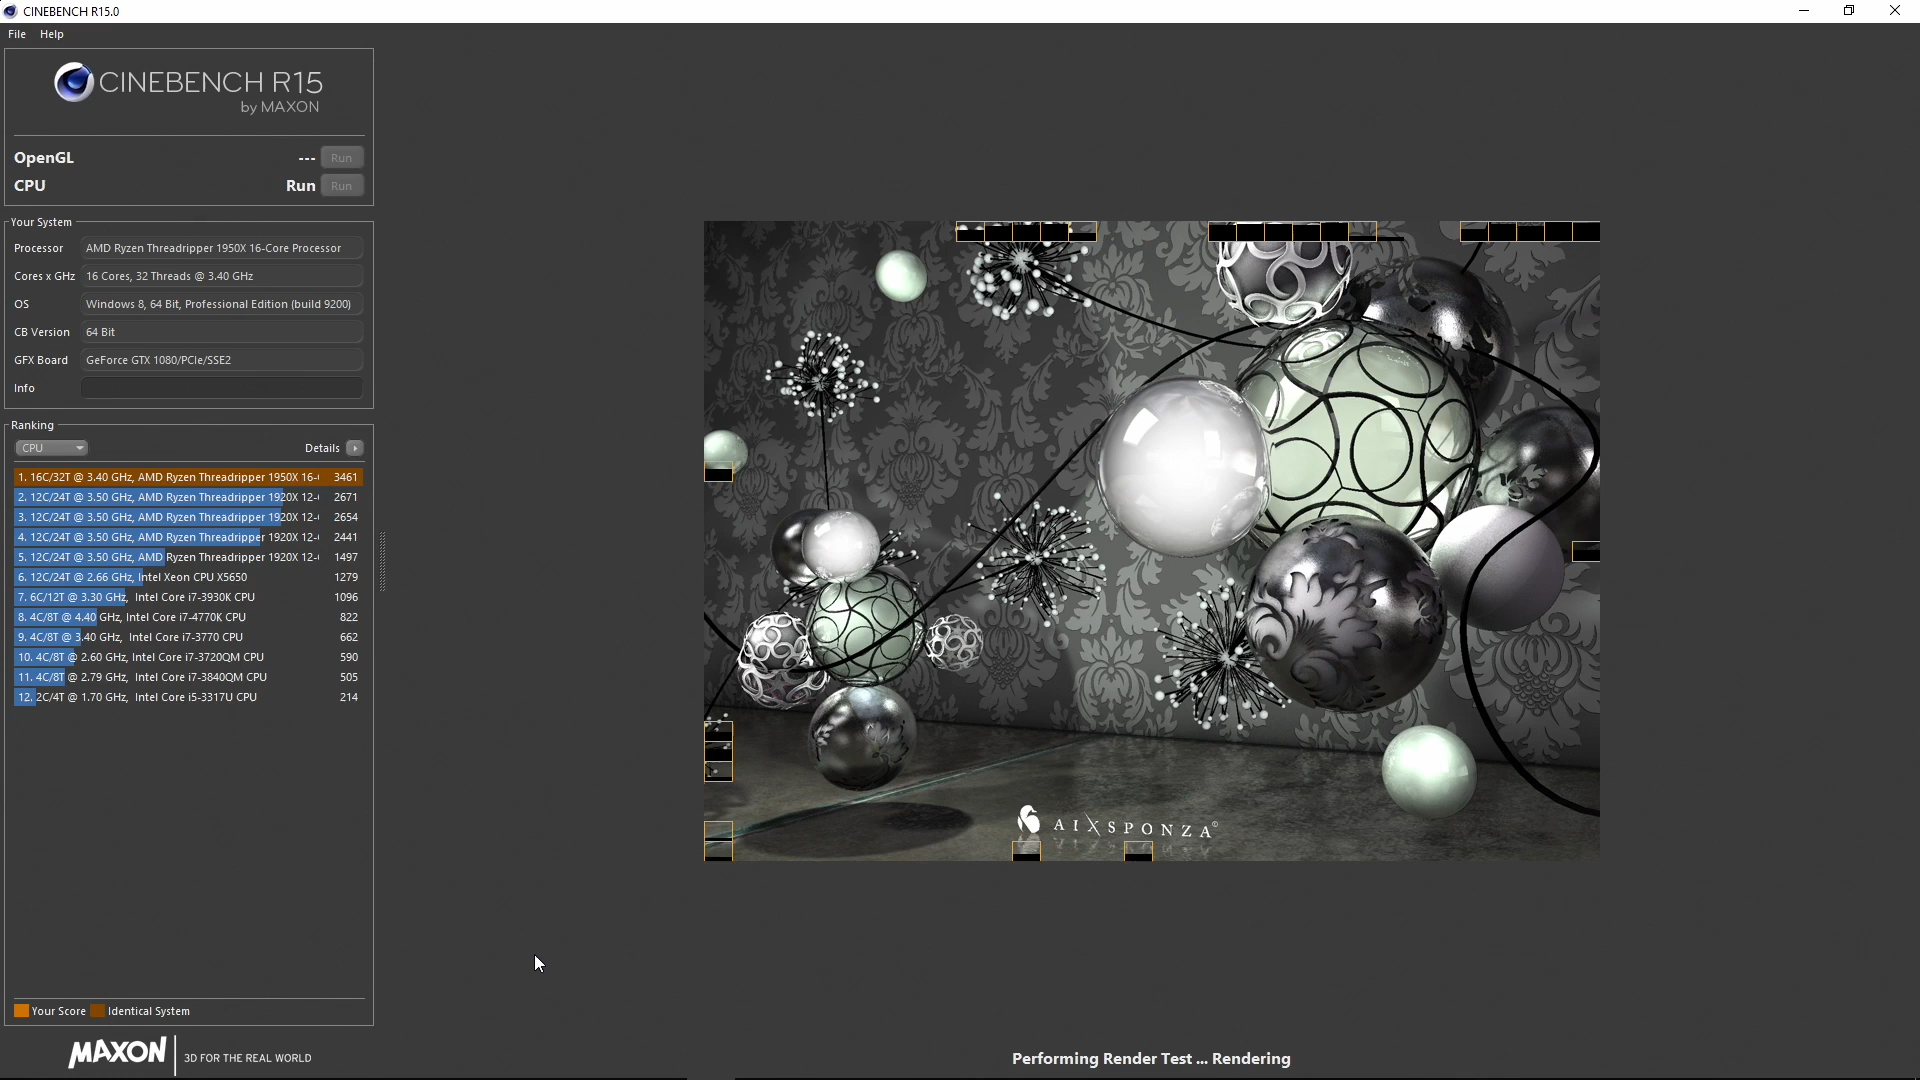 CINEBENCH R15.0
File Help
CINEBENCH R15
by MAXON
OpenGL --- Run
CPU Run Run
Your System
Processor AMD Ryzen Threadripper 1950X 16-Core Processor
Cores x GHz 16 Cores, 32 Threads @ 3.40 GHz
OS Windows 8, 64 Bit, Professional Edition (build 9200)
CB Version 64 Bit
GFX Board GeForce GTX 1080/PCIe/SSE2
Info
Ranking
CPU Details
1. 16C/32T @ 3.40 GHz, AMD Ryzen Threadripper 1950X 16-( 3461
2. 12C/24T @ 3.50 GHz, AMD Ryzen Threadripper 1920X 12-( 2671
3. 12C/24T @ 3.50 GHz, AMD Ryzen Threadripper 1920X 12-( 2654
4. 12C/24T @ 3.50 GHz, AMD Ryzen Threadripper 1920X 12-( 2441
5. 12C/24T @ 3.50 GHz, AMD Ryzen Threadripper 1920X 12-( 1497
6. 12C/24T @ 2.66 GHz, Intel Xeon CPU X5650 1279
7. 6C/12T @ 3.30 GHz, Intel Core i7-3930K CPU 1096
8. 4C/8T @ 4.40 GHz, Intel Core i7-4770K CPU 822
9. 4C/8T @ 3.40 GHz, Intel Core i7-3770 CPU 662
10. 4C/8T @ 2.60 GHz, Intel Core i7-3720QM CPU 590
11. 4C/8T @ 2.79 GHz, Intel Core i7-3840QM CPU 505
12. 2C/4T @ 1.70 GHz, Intel Core i5-3317U CPU 214
AIXSPONZA©
Your Score Identical System
MAXON 3D FOR THE REAL WORLD
Performing Render Test ... Rendering